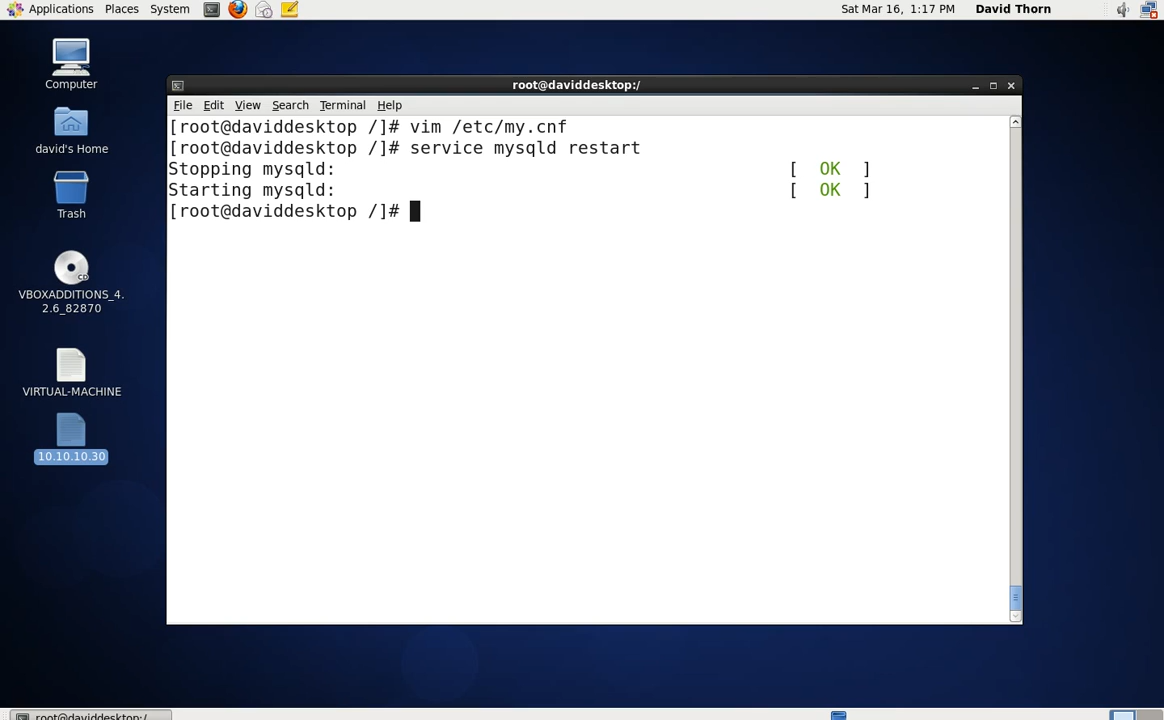 Applications Places System Sat Mar 16, 1:17 PM David Thorn
Computer
david's Home
Trash
CD
VBOXADDITIONS_4.
2.6_82870
VIRTUAL-MACHINE
10.10.10.30
root@daviddesktop:/
File Edit View Search Terminal Help
[root@daviddesktop /]# vim /etc/my.cnf
[root@daviddesktop /]# service mysqld restart
Stopping mysqld: [ OK ]
Starting mysqld: [ OK ]
[root@daviddesktop /]#
root@daviddesktop:/